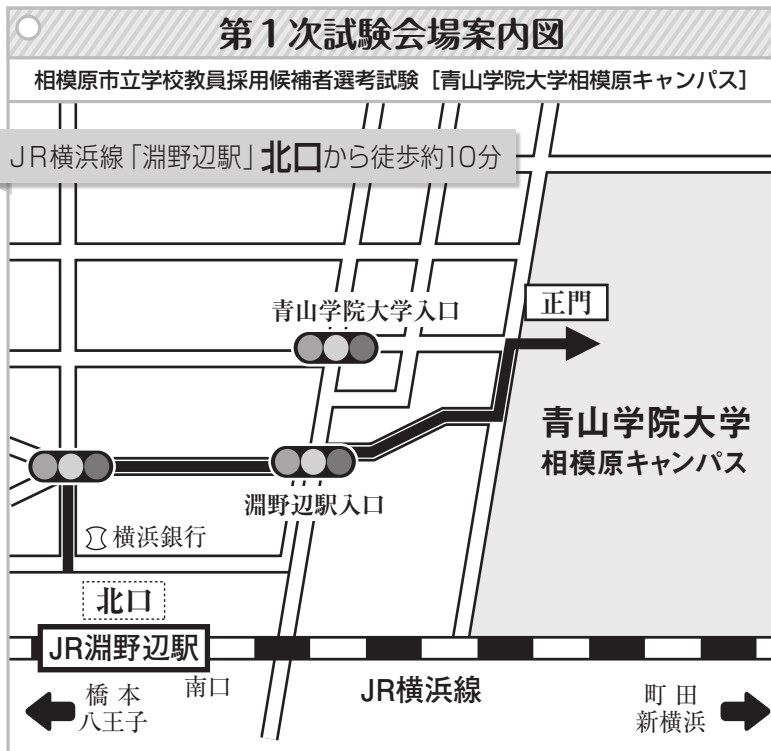 第1次試験会場案内図
相模原市立学校教員採用候補者選考試験［青山学院大学相模原キャンパス］
JR横浜線「淵野辺駅」北口から徒歩約10分
青山学院大学入口
正門
青山学院大学
相模原キャンパス
淵野辺駅入口
横浜銀行
北口
JR淵野辺駅
南口
JR横浜線
橋本
八王子
町田
新横浜